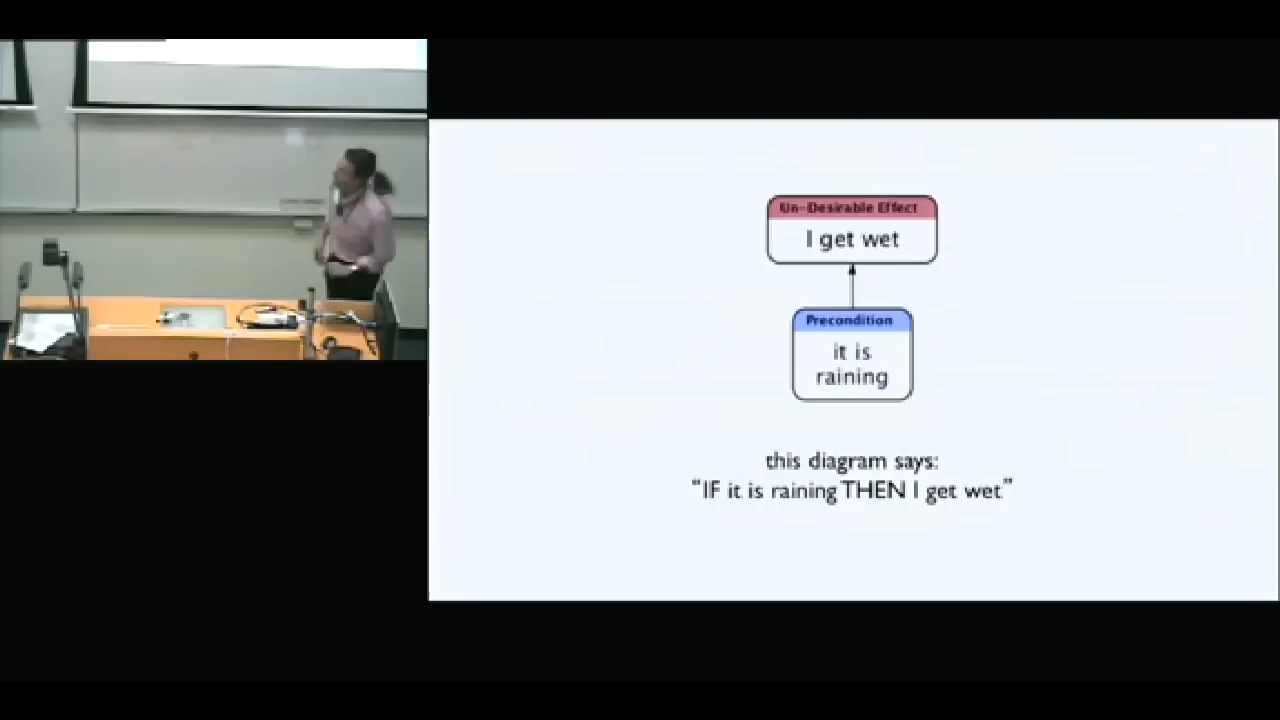 Un-Desirable Effect
I get wet
Precondition
it is
raining
this diagram says:
“IF it is raining THEN I get wet”